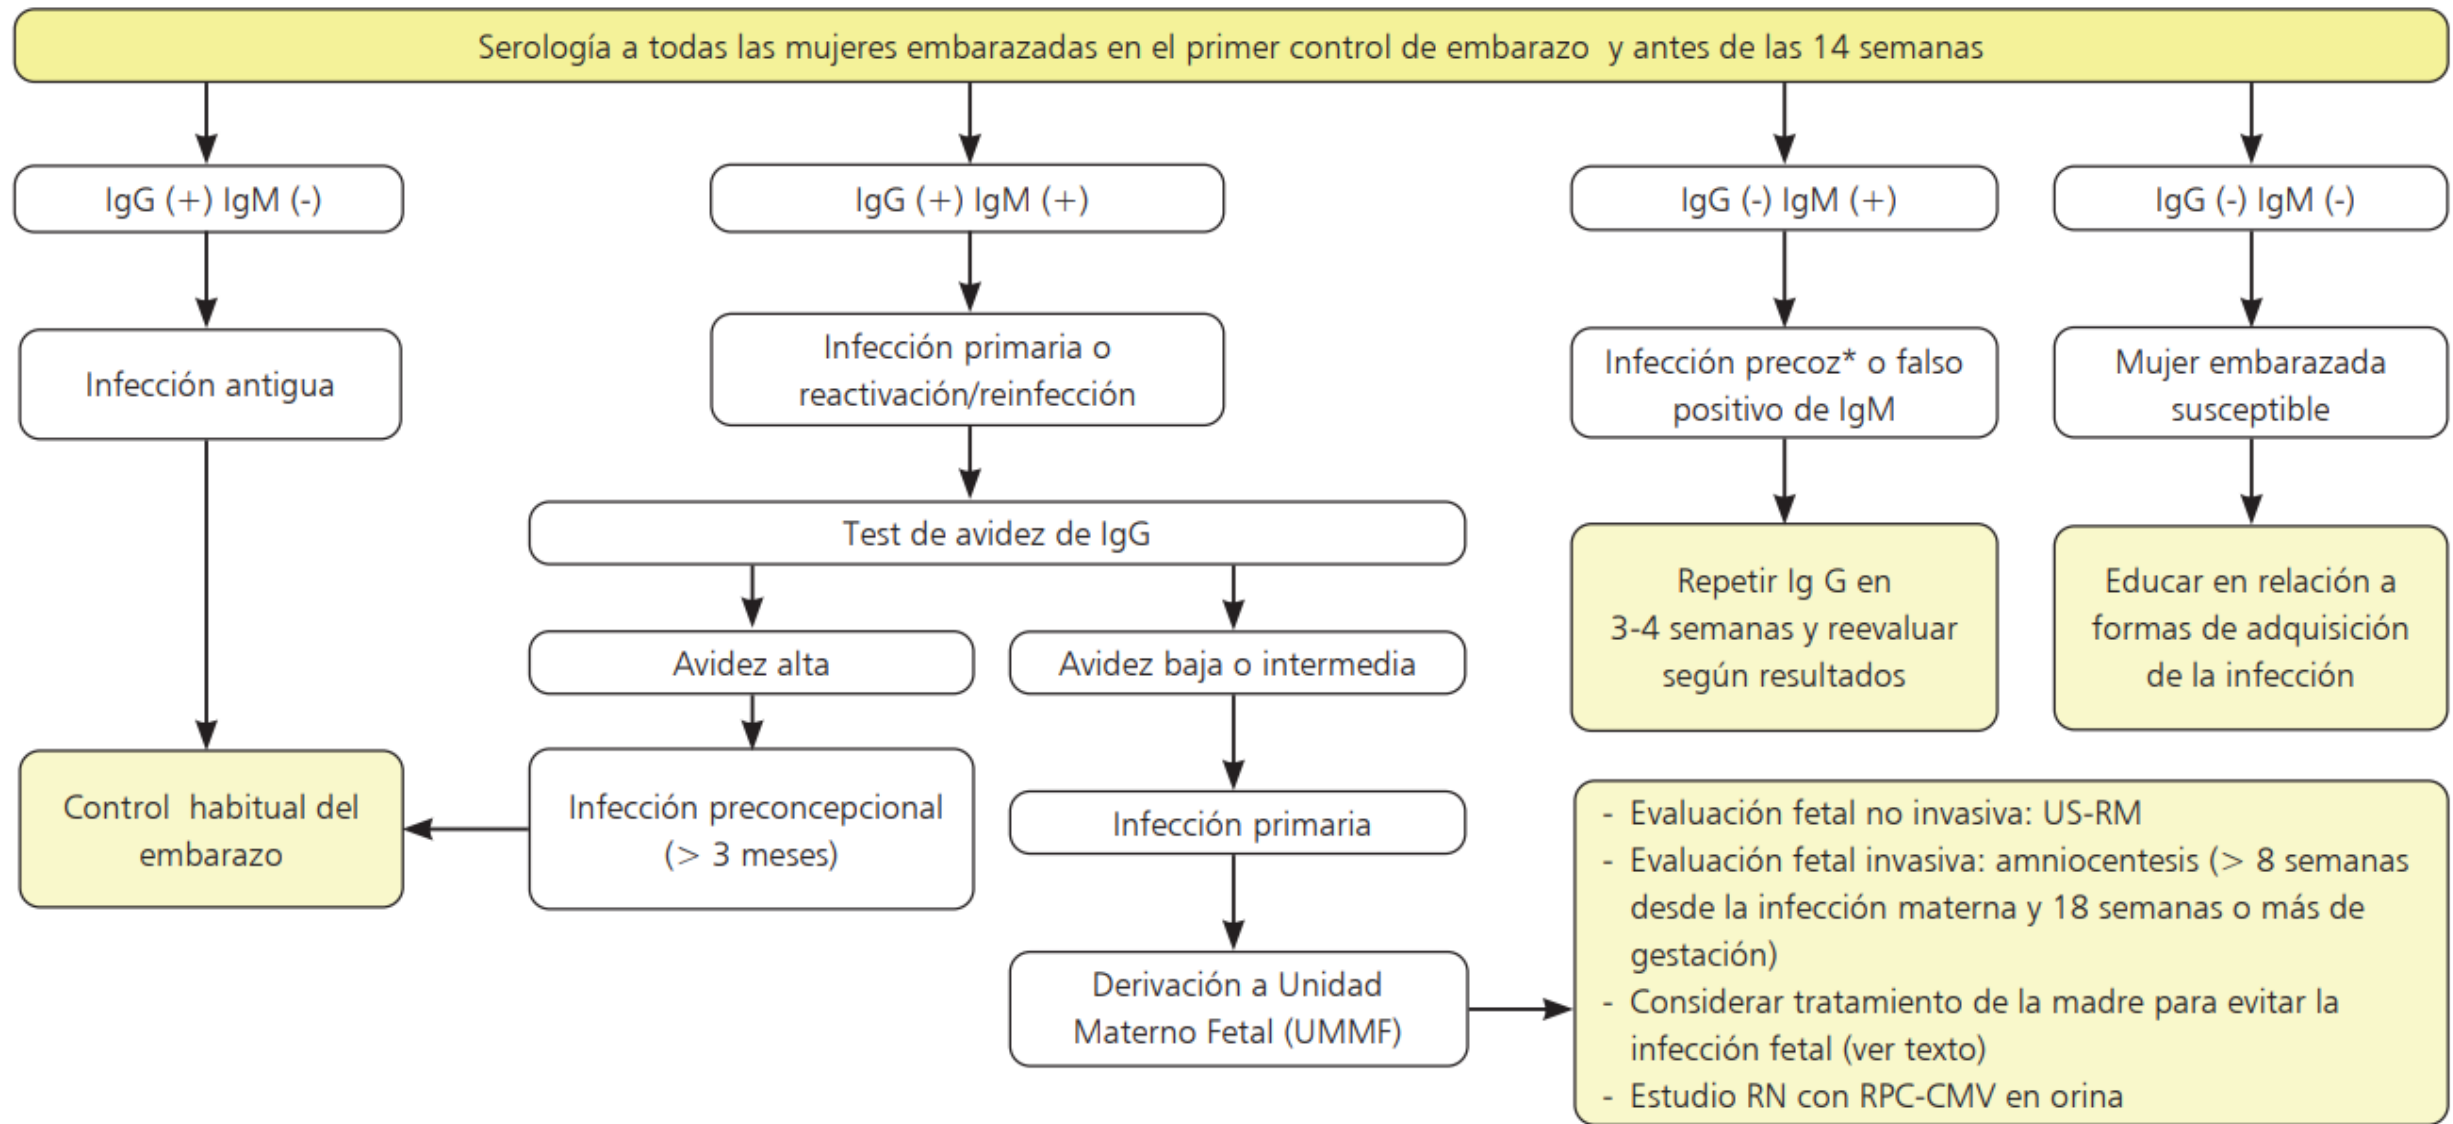 Serología a todas las mujeres embarazadas en el primer control de embarazo y antes de las 14 semanas
IgG (+) IgM (-)
IgG (+) IgM (+)
IgG (-) IgM (+)
IgG (-) IgM (-)
Infección antigua
Infección primaria o
reactivación/reinfección
Infección precoz* o falso
positivo de IgM
Mujer embarazada
susceptible
Test de avidez de IgG
Avidez alta
Avidez baja o intermedia
Repetir Ig G en
3-4 semanas y reevaluar
según resultados
Educar en relación a
formas de adquisición
de la infección
Control habitual del
embarazo
Infección preconcepcional
(> 3 meses)
Infección primaria
Derivación a Unidad
Materno Fetal (UMMF)
- Evaluación fetal no invasiva: US-RM
- Evaluación fetal invasiva: amniocentesis (> 8 semanas
desde la infección materna y 18 semanas o más de
gestación)
- Considerar tratamiento de la madre para evitar la
infección fetal (ver texto)
- Estudio RN con RPC-CMV en orina